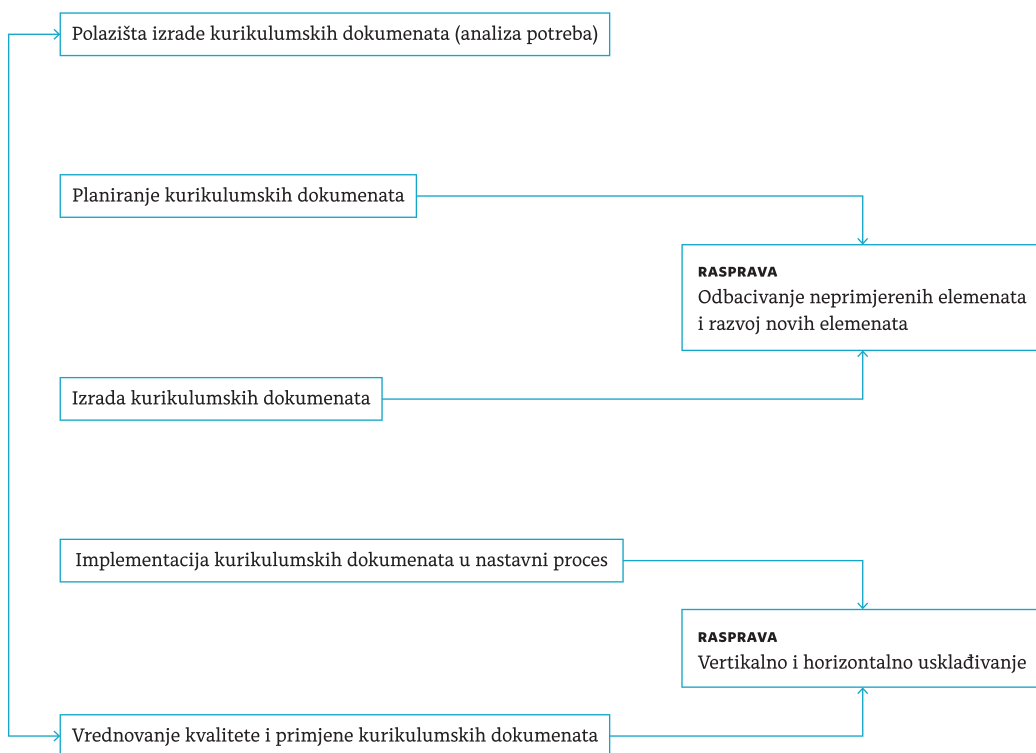 Polazišta izrade kurikulumskih dokumenata (analiza potreba)
Planiranje kurikulumskih dokumenata
RASPRAVA
Odbacivanje neprimjerenih elemenata
i razvoj novih elemenata
Izrada kurikulumskih dokumenata
Implementacija kurikulumskih dokumenata u nastavni proces
RASPRAVA
Vertikalno i horizontalno usklađivanje
Vrednovanje kvalitete i primjene kurikulumskih dokumenata